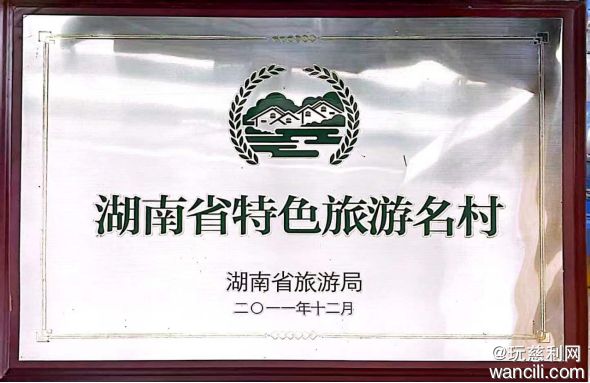 湖南省特色旅游名村
湖南省旅游局
二〇一一年十二月
@玩慈利网
wancili.com